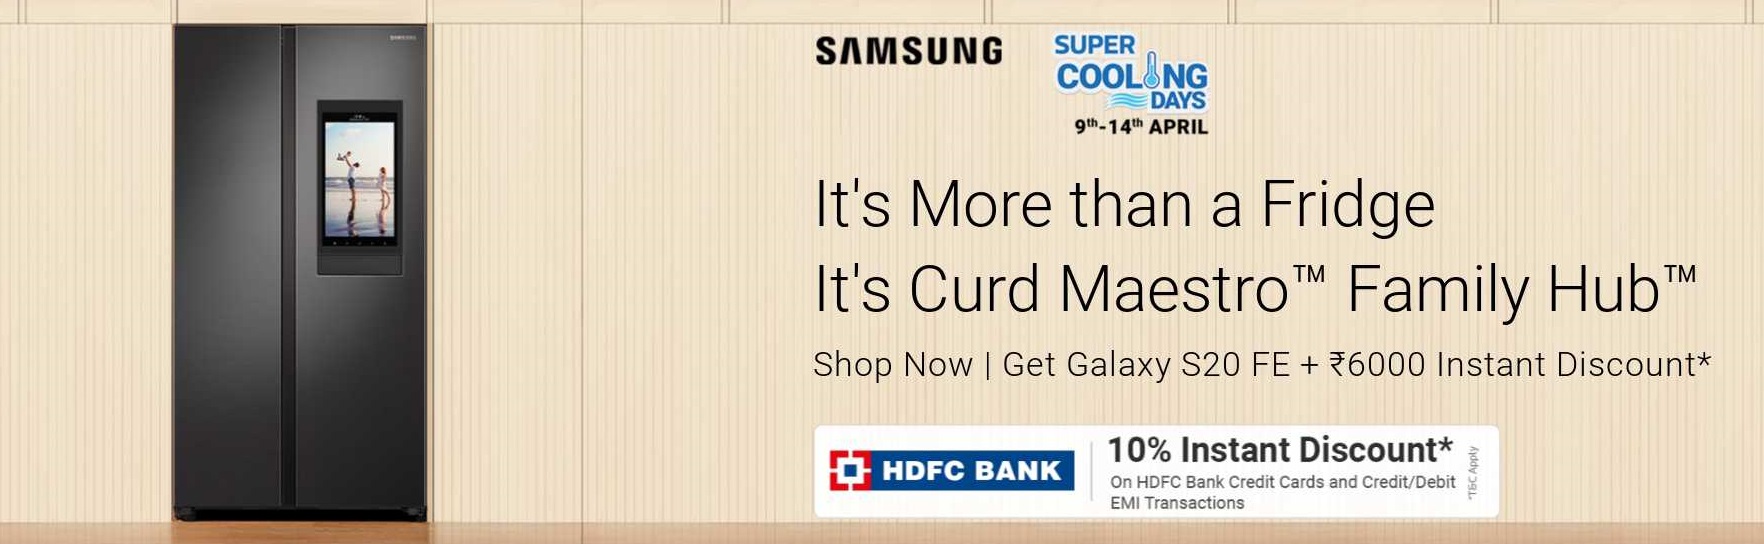 SAMSUNG
SAMSUNG
SUPER
COOLING
DAYS
9th-14th APRIL
It's More than a Fridge
It's Curd Maestro™ Family Hub™
Shop Now | Get Galaxy S20 FE + ₹6000 Instant Discount*
HDFC BANK
10% Instant Discount*
On HDFC Bank Credit Cards and Credit/Debit
EMI Transactions
*T&C Apply